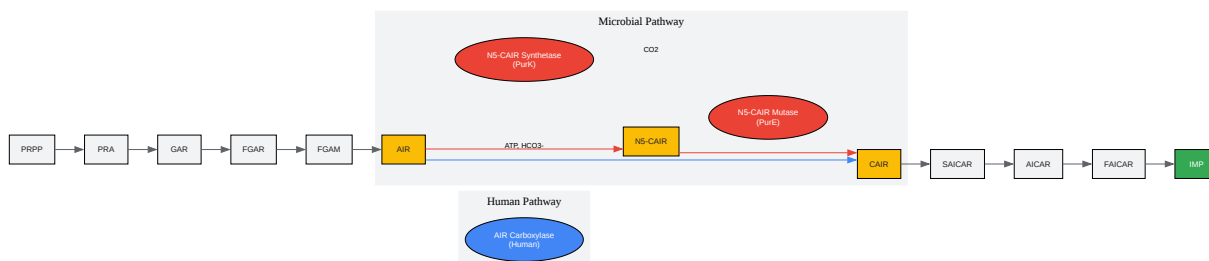 Microbial Pathway
N5-CAIR Synthetase
(PurK)
CO2
N5-CAIR Mutase
(PurE)
PRPP
PRA
GAR
FGAR
FGAM
AIR
ATP, HCO3-
N5-CAIR
CAIR
SAICAR
AICAR
FAICAR
IMP
Human Pathway
AIR Carboxylase
(Human)